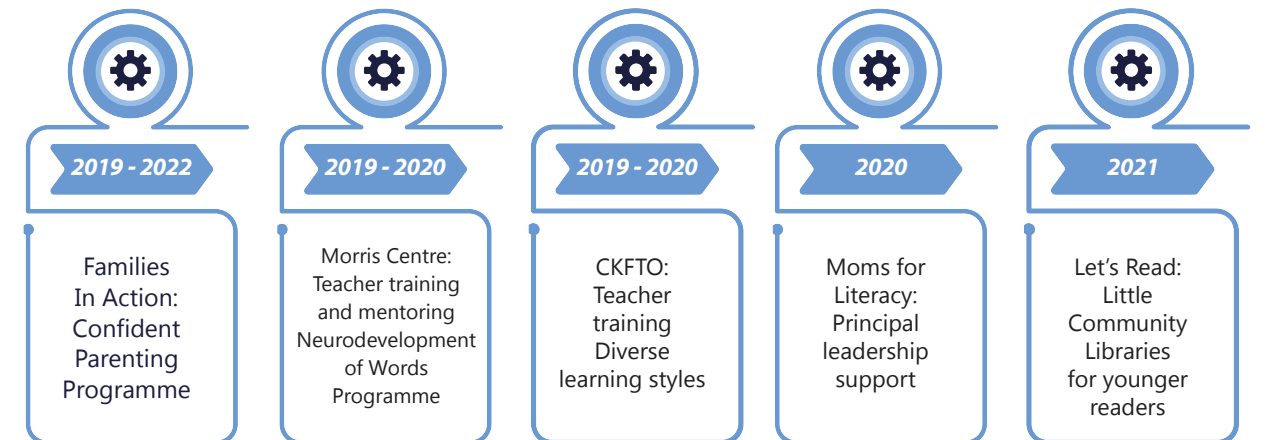 2019 - 2022
Families
In Action:
Confident
Parenting
Programme
2019 - 2020
Morris Centre:
Teacher training
and mentoring
Neurodevelopment
of Words
Programme
2019 - 2020
CKFTO:
Teacher
training
Diverse
learning styles
2020
Moms for
Literacy:
Principal
leadership
support
2021
Let’s Read:
Little
Community
Libraries
for younger
readers